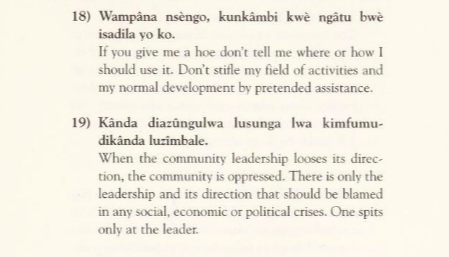 18) Wampâna nsèngo, kunkâmbi kwè ngâtu bwè
isadila yo ko.
If you give me a hoe don't tell me where or how I
should use it. Don't stifle my field of activities and
my normal development by pretended assistance.
19) Kânda diazûngulwa lusunga lwa kimfumu-
dikânda luzîmbale.
When the community leadership looses its direc-
tion, the community is oppressed. There is only the
leadership and its direction that should be blamed
in any social, economic or political crises. One spits
only at the leader.